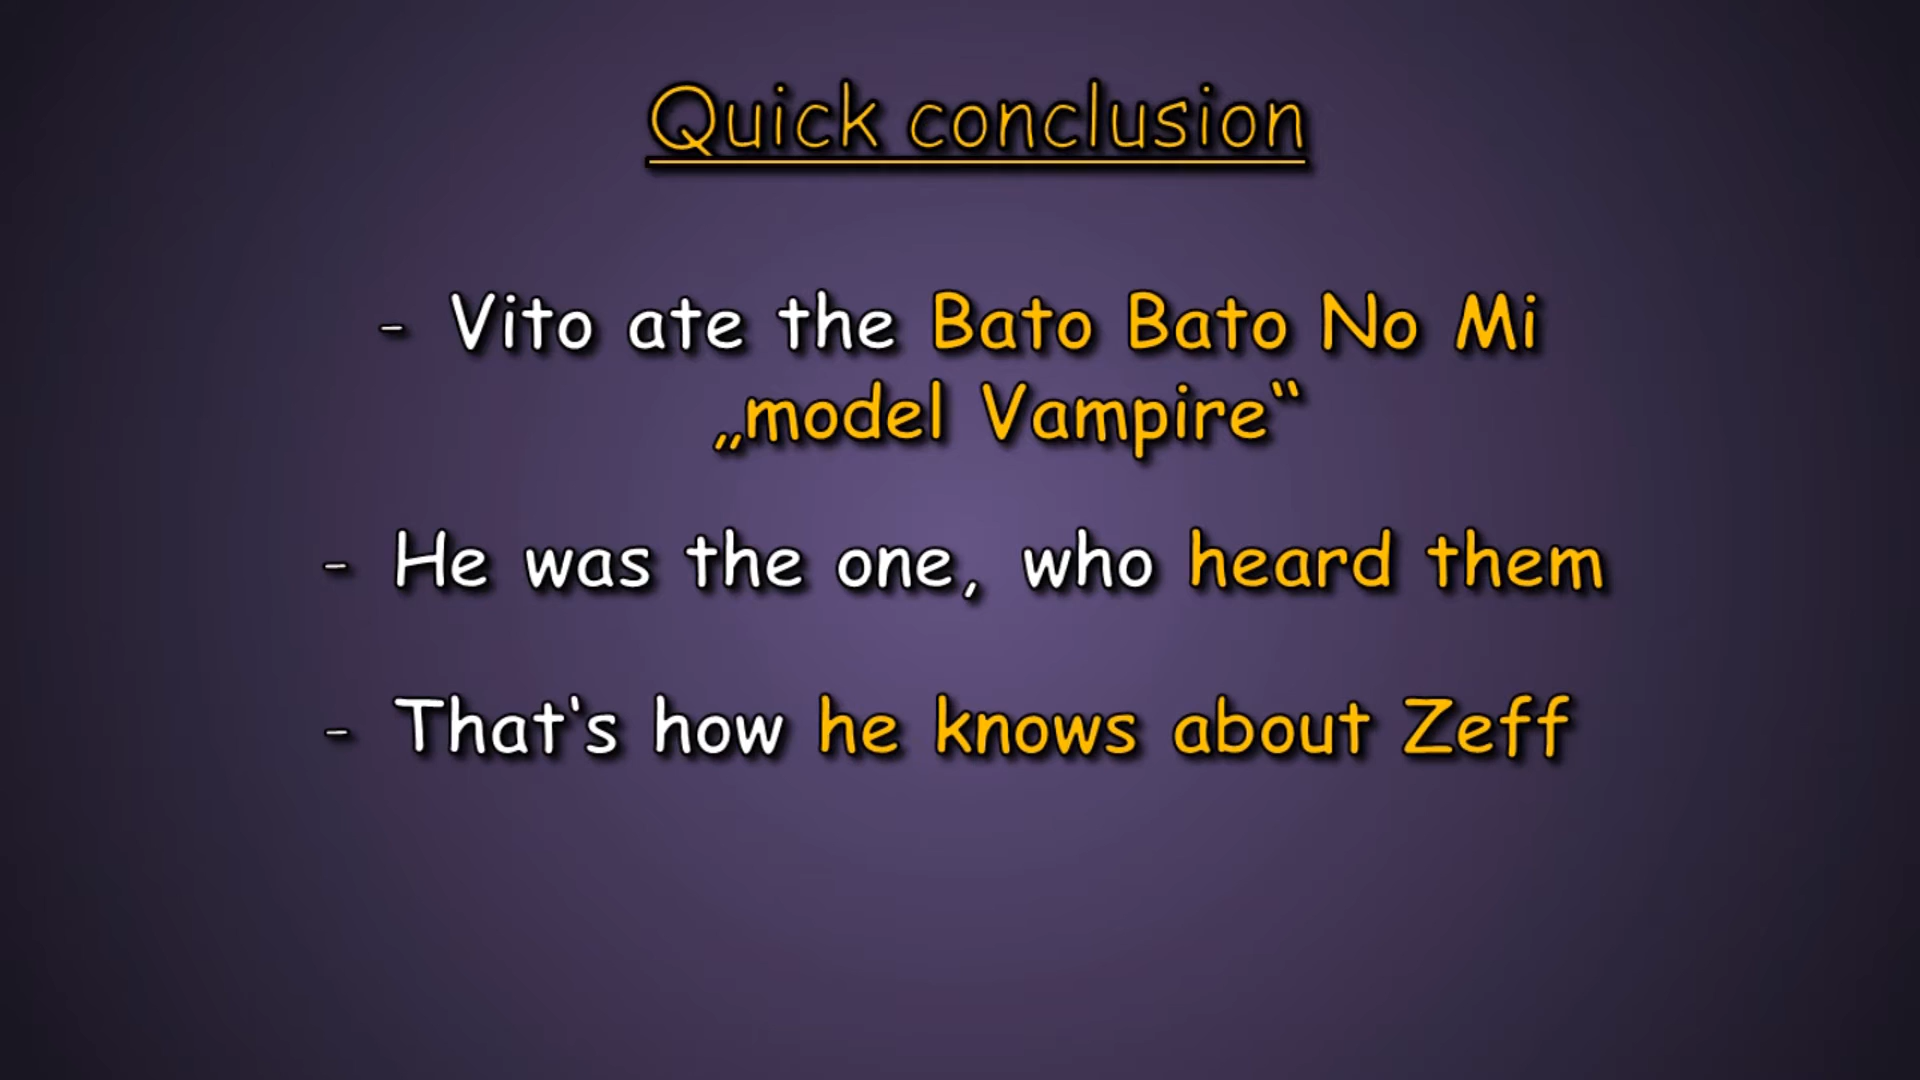 Quick conclusion
- Vito ate the Bato Bato No Mi
„model Vampire“
- He was the one, who heard them
- That‘s how he knows about Zeff